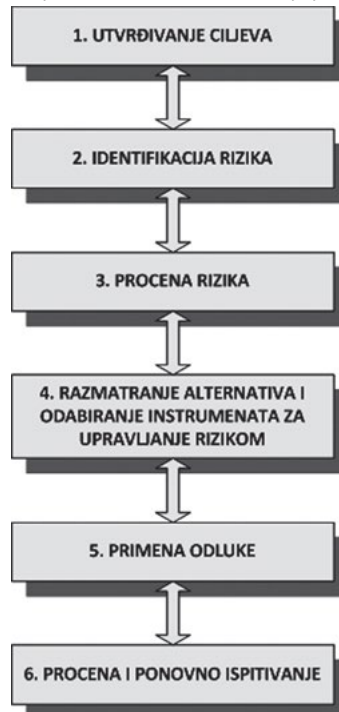 1. UTVRĐIVANJE CILJEVA
2. IDENTIFIKACIJA RIZIKA
3. PROCENA RIZIKA
4. RAZMATRANJE ALTERNATIVA I
ODABIRANJE INSTRUMENATA ZA
UPRAVLJANJE RIZIKOM
5. PRIMENA ODLUKE
6. PROCENA I PONOVNO ISPITIVANJE